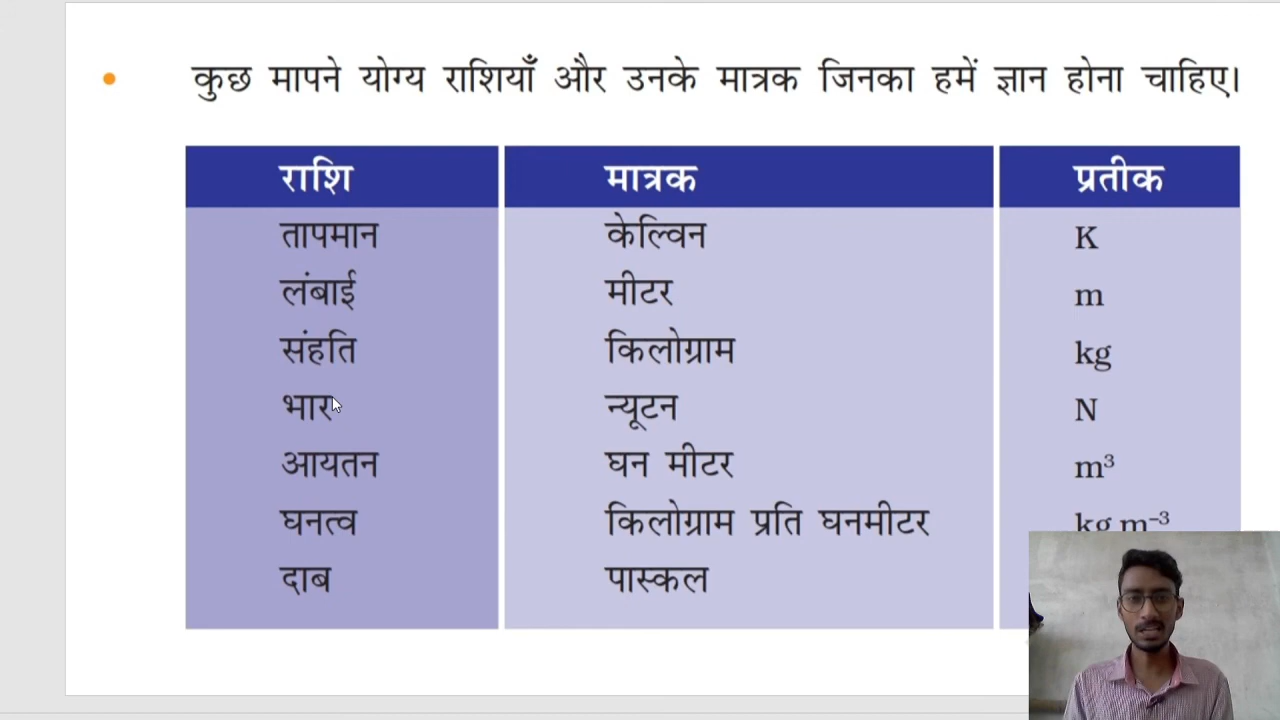 कुछ मापने योग्य राशियाँ और उनके मात्रक जिनका हमें ज्ञान होना चाहिए।
राशि मात्रक प्रतीक
तापमान केल्विन K
लंबाई मीटर m
संहति किलोग्राम kg
भार न्यूटन N
आयतन घन मीटर m³
घनत्व किलोग्राम प्रति घनमीटर kg m⁻³
दाब पास्कल